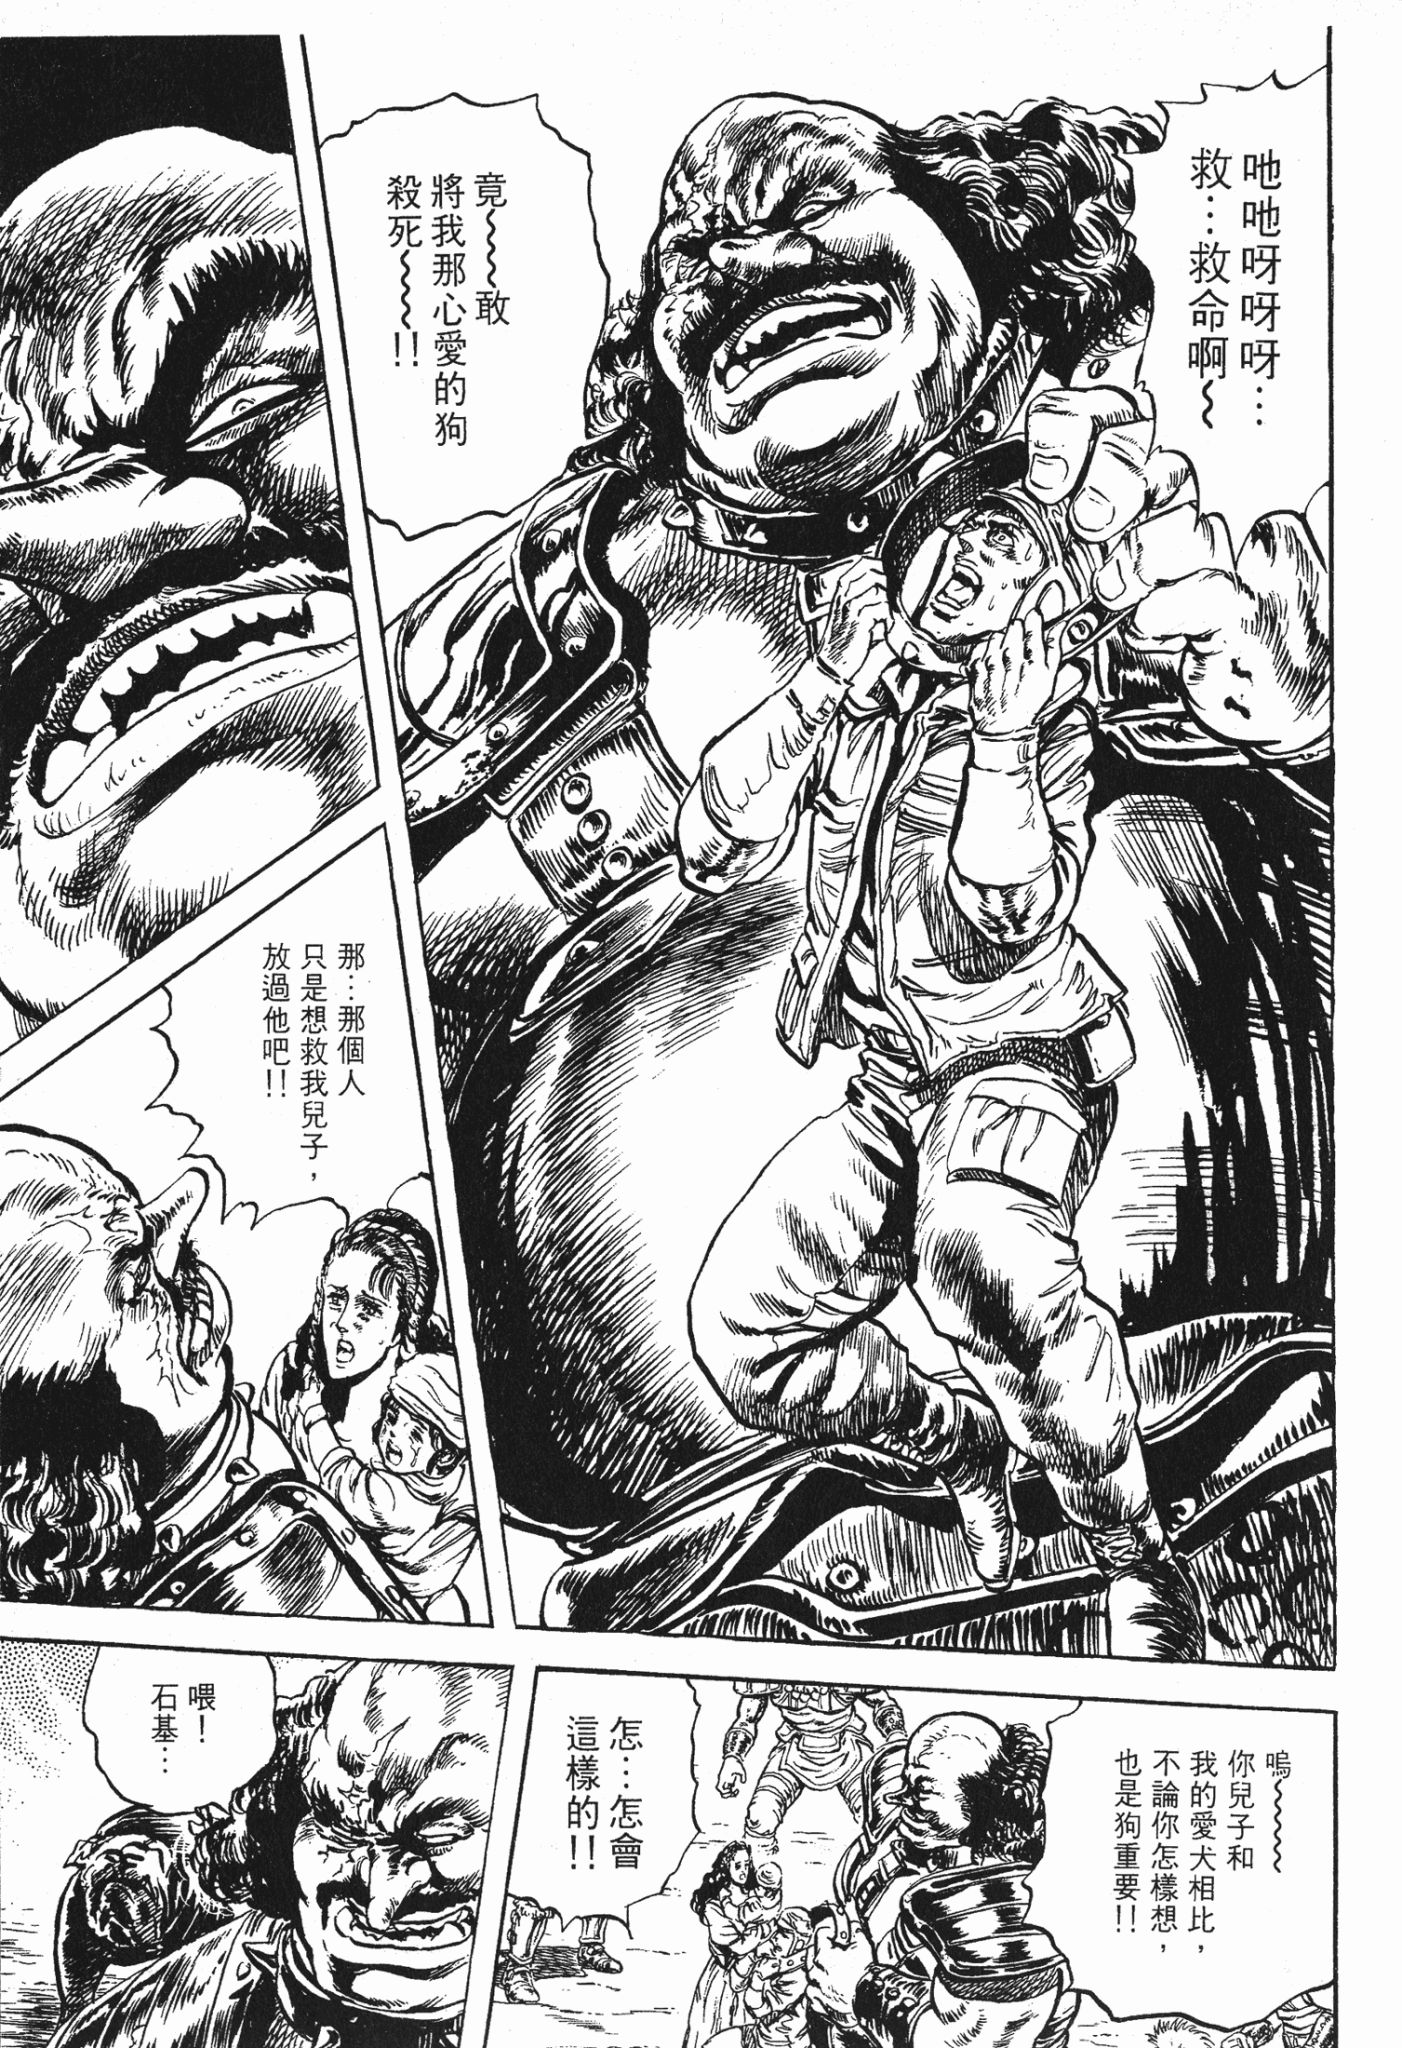 吔吔呀呀呀…
救…救命啊～
竟～～敢
將我那心愛的狗
殺死～～!!
那…那個人
只是想救我兒子，
放過他吧!!
嗚～～～
你兒子和
我的愛犬相比，
不論你怎樣想，
也是狗重要!!
怎…怎會
這樣的!!
喂！
石基…